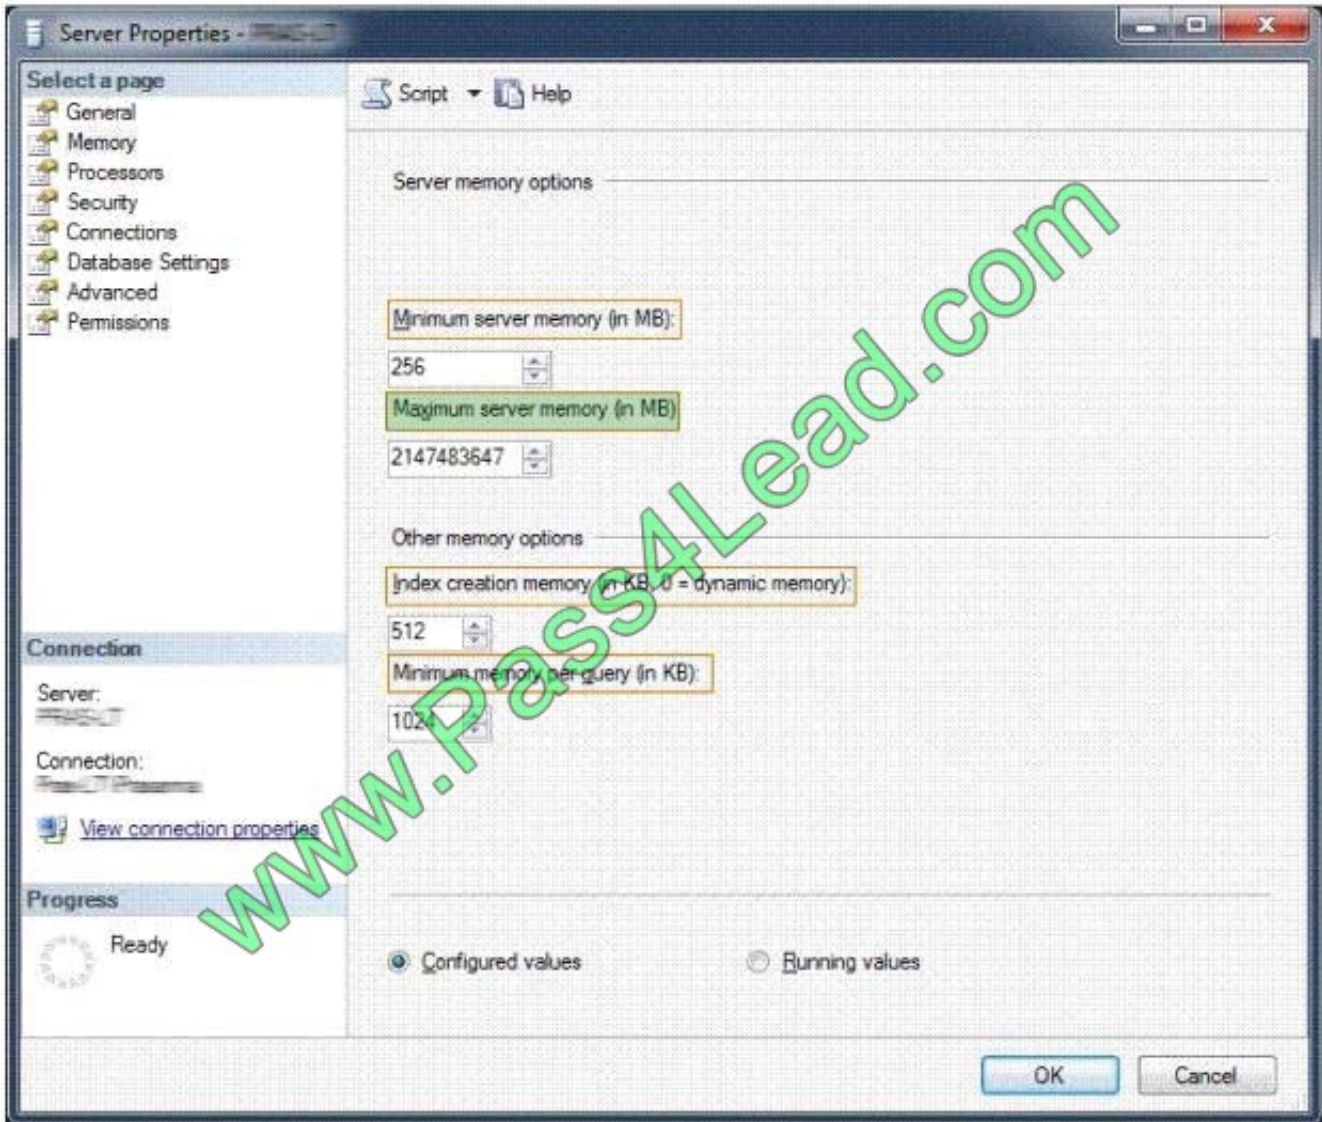 Server Properties -
Select a page
General
Memory
Processors
Security
Connections
Database Settings
Advanced
Permissions
Connection
Server:
Connection:
View connection properties
Progress
Ready
Script
Help
Server memory options
Minimum server memory (in MB):
256
Maximum server memory (in MB)
2147483647
Other memory options
Index creation memory (in KB, 0 = dynamic memory):
512
Minimum memory per query (in KB):
1024
Configured values
Running values
OK
Cancel
www.Pass4Lead.com